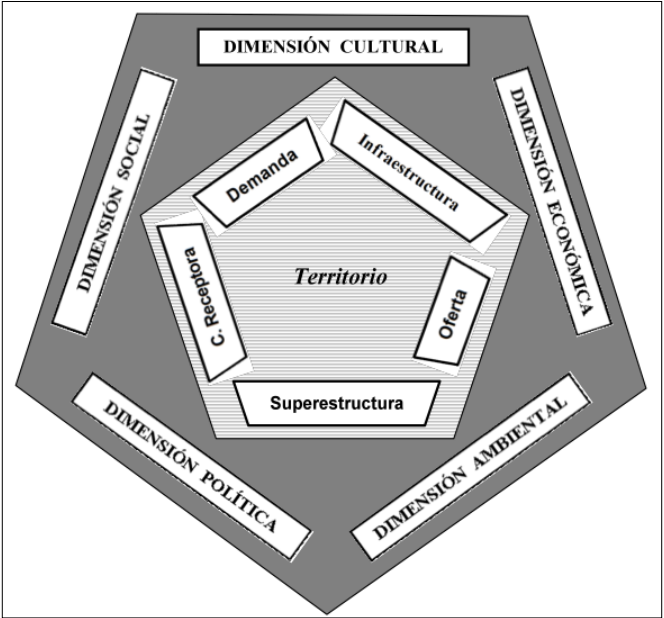 DIMENSIÓN CULTURAL
DIMENSIÓN SOCIAL
DIMENSIÓN ECONÓMICA
Demanda
Infraestructura
C. Receptora
Territorio
Oferta
Superestructura
DIMENSIÓN POLÍTICA
DIMENSIÓN AMBIENTAL